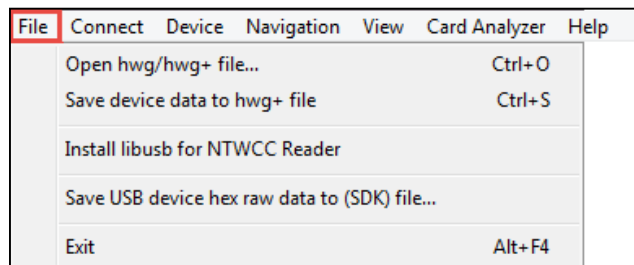 File Connect Device Navigation View Card Analyzer Help
Open hwg/hwg+ file... Ctrl+O
Save device data to hwg+ file Ctrl+S
Install libusb for NTWCC Reader
Save USB device hex raw data to (SDK) file...
Exit Alt+F4